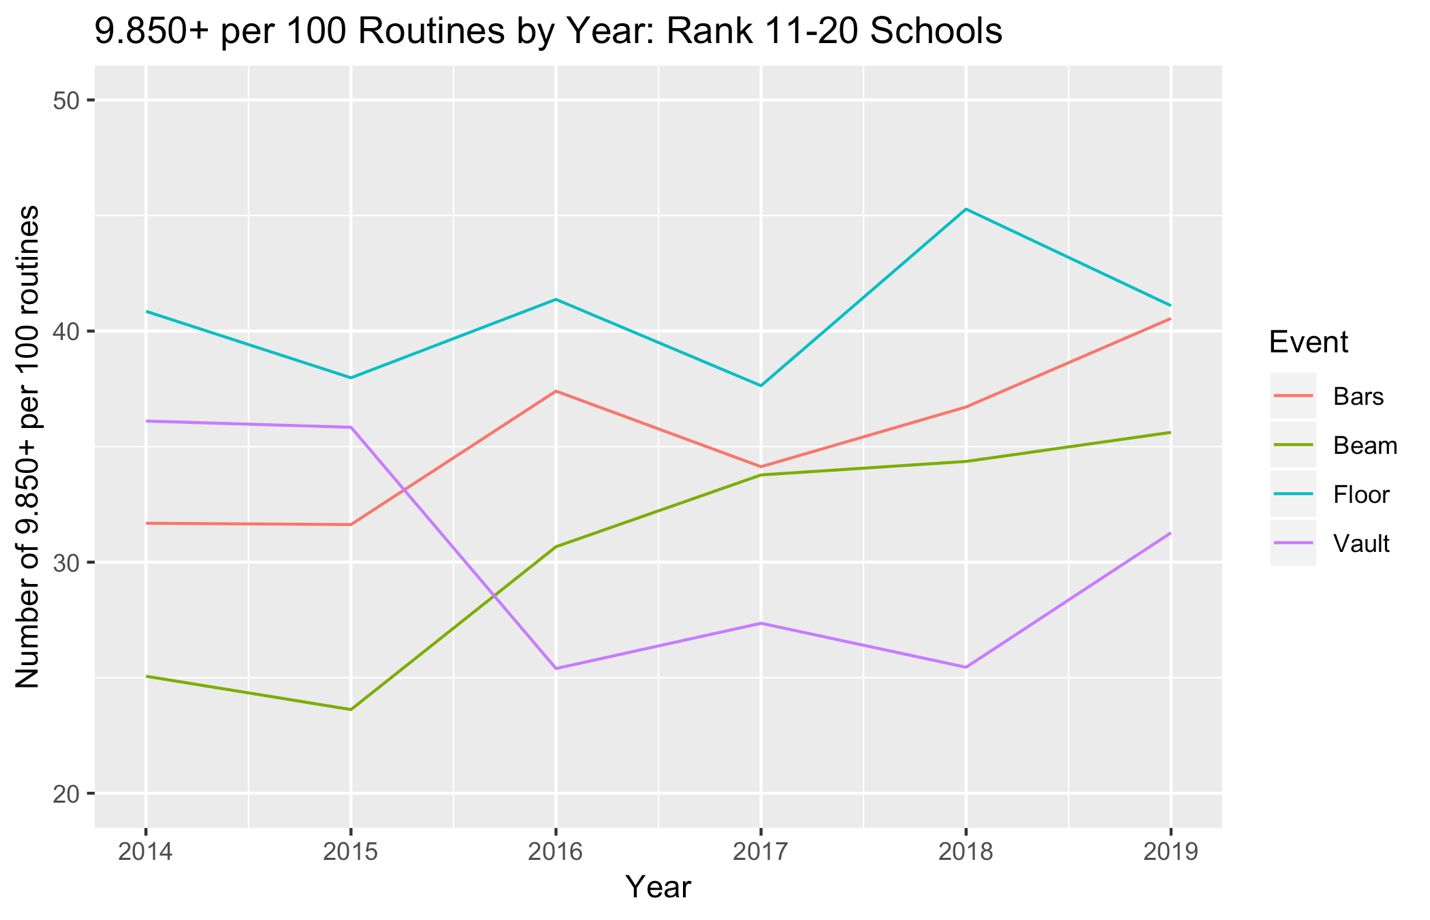 9.850+ per 100 Routines by Year: Rank 11-20 Schools
Number of 9.850+ per 100 routines
50
40
30
20
2014 2015 2016 2017 2018 2019
Year
Event
Bars
Beam
Floor
Vault